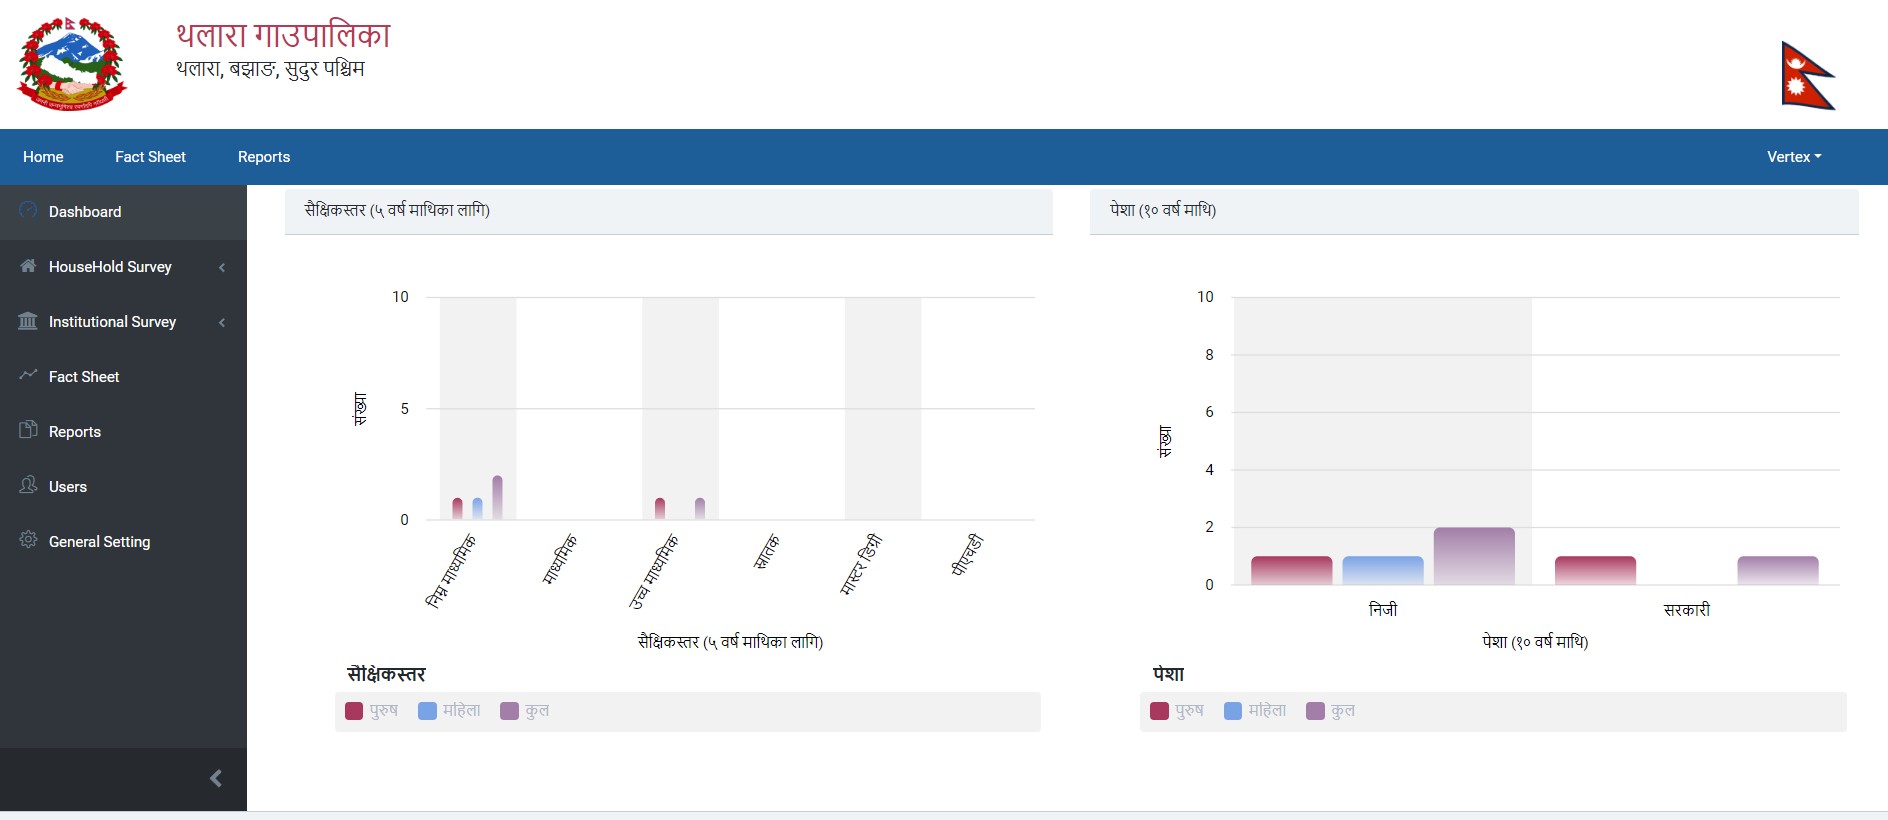 थलारा गाउपालिका
थलारा, बझाङ, सुदुर पश्चिम
Home Fact Sheet Reports Vertex
Dashboard
HouseHold Survey
Institutional Survey
Fact Sheet
Reports
Users
General Setting
सैक्षिकस्तर (५ वर्ष माथिका लागि)
10
5
0
संख्या
निम्न माध्यमिक
माध्यमिक
उच्च माध्यमिक
स्नातक
मास्टर डिग्री
पीएचडी
सैक्षिकस्तर (५ वर्ष माथिका लागि)
सैक्षिकस्तर
पुरुष महिला कुल
पेशा (१० वर्ष माथि)
10
8
6
4
2
0
संख्या
निजी सरकारी
पेशा (१० वर्ष माथि)
पेशा
पुरुष महिला कुल